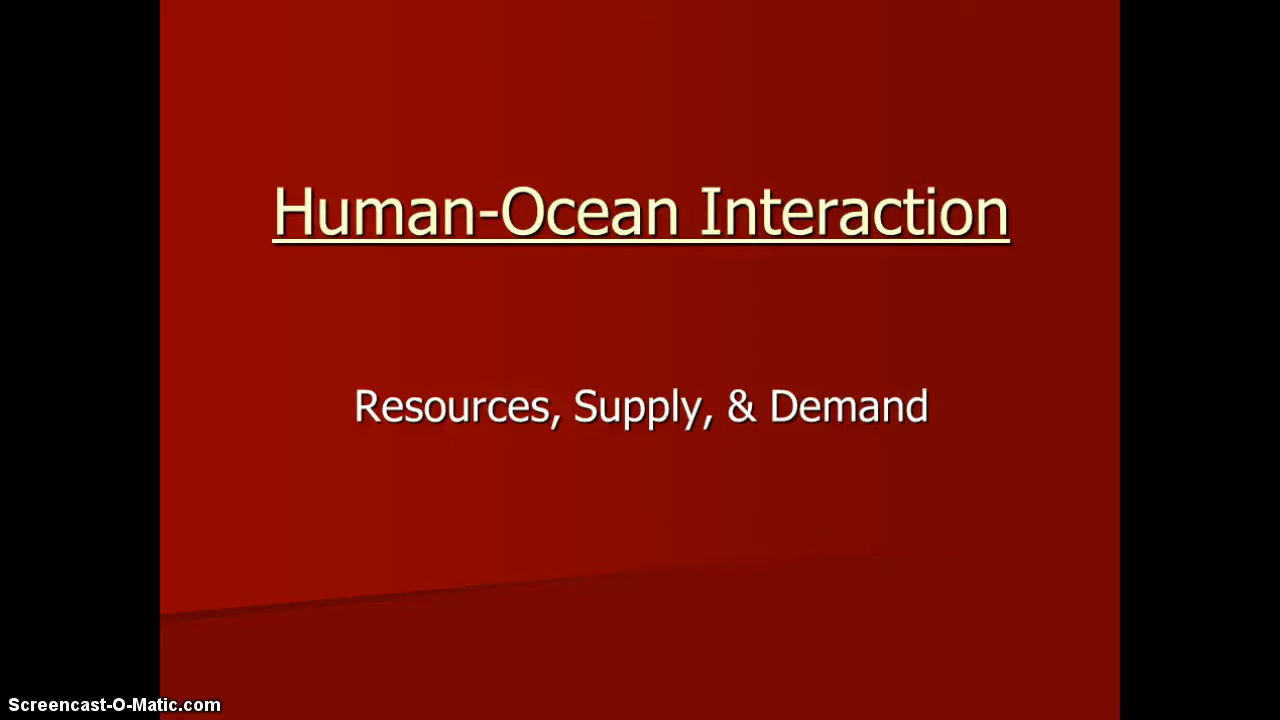 Human-Ocean Interaction
Resources, Supply, & Demand
Screencast-O-Matic.com